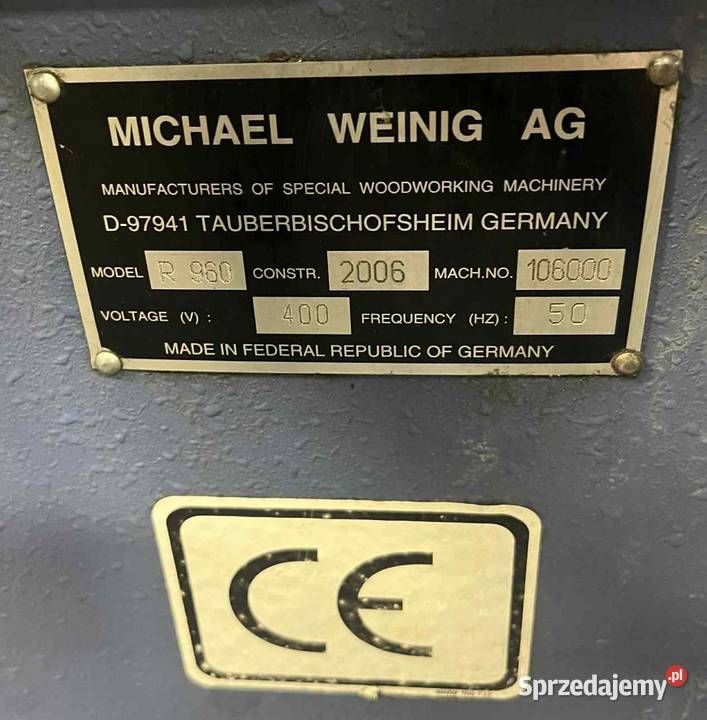 MICHAEL WEINIG AG
MANUFACTURERS OF SPECIAL WOODWORKING MACHINERY
D-97941 TAUBERBISCHOFSHEIM GERMANY
MODEL R 960 CONSTR. 2006 MACH.NO. 106000
VOLTAGE (V) : 400 FREQUENCY (HZ) : 50
MADE IN FEDERAL REPUBLIC OF GERMANY
CE
Sprzedajemy.pl